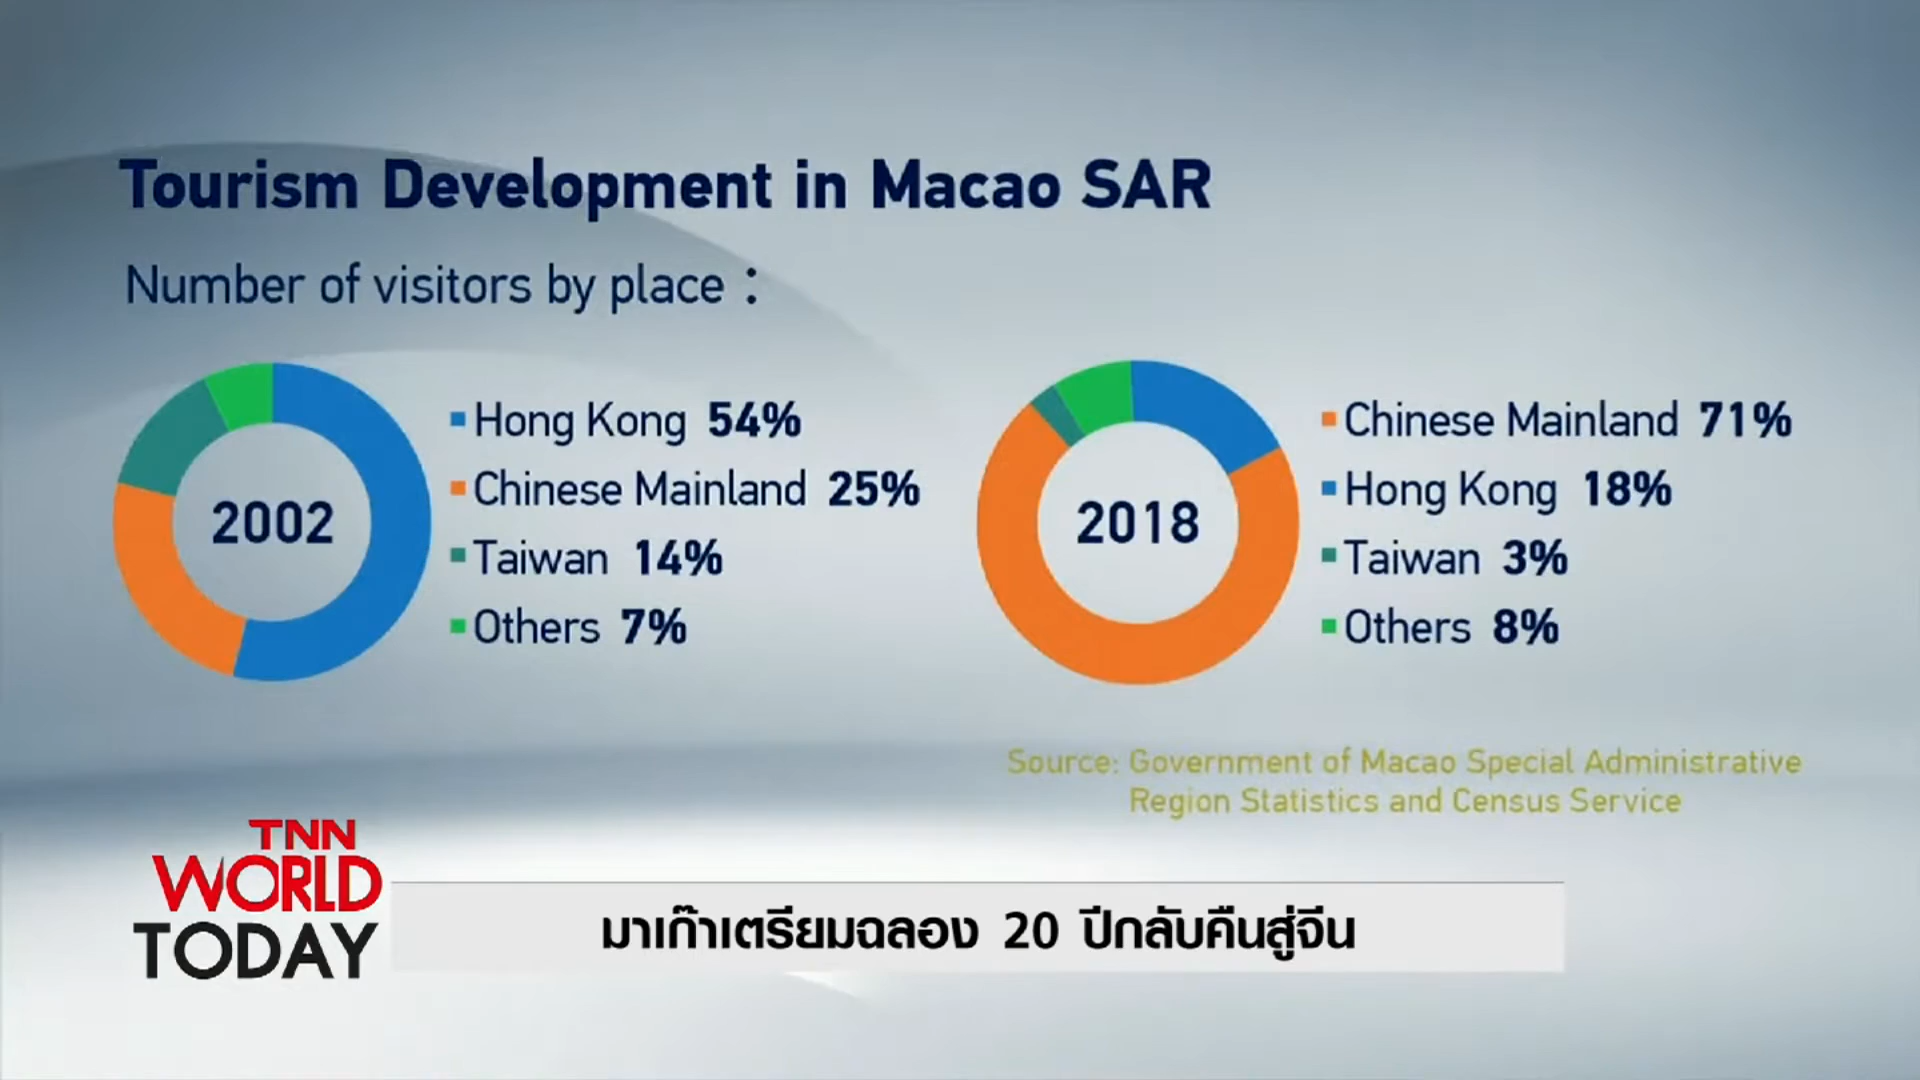 Tourism Development in Macao SAR
Number of visitors by place :
2002
Hong Kong 54%
Chinese Mainland 25%
Taiwan 14%
Others 7%
2018
Chinese Mainland 71%
Hong Kong 18%
Taiwan 3%
Others 8%
Source: Government of Macao Special Administrative
Region Statistics and Census Service
TNN
WORLD
TODAY
มาเก๊าเตรียมฉลอง 20 ปีกลับคืนสู่จีน